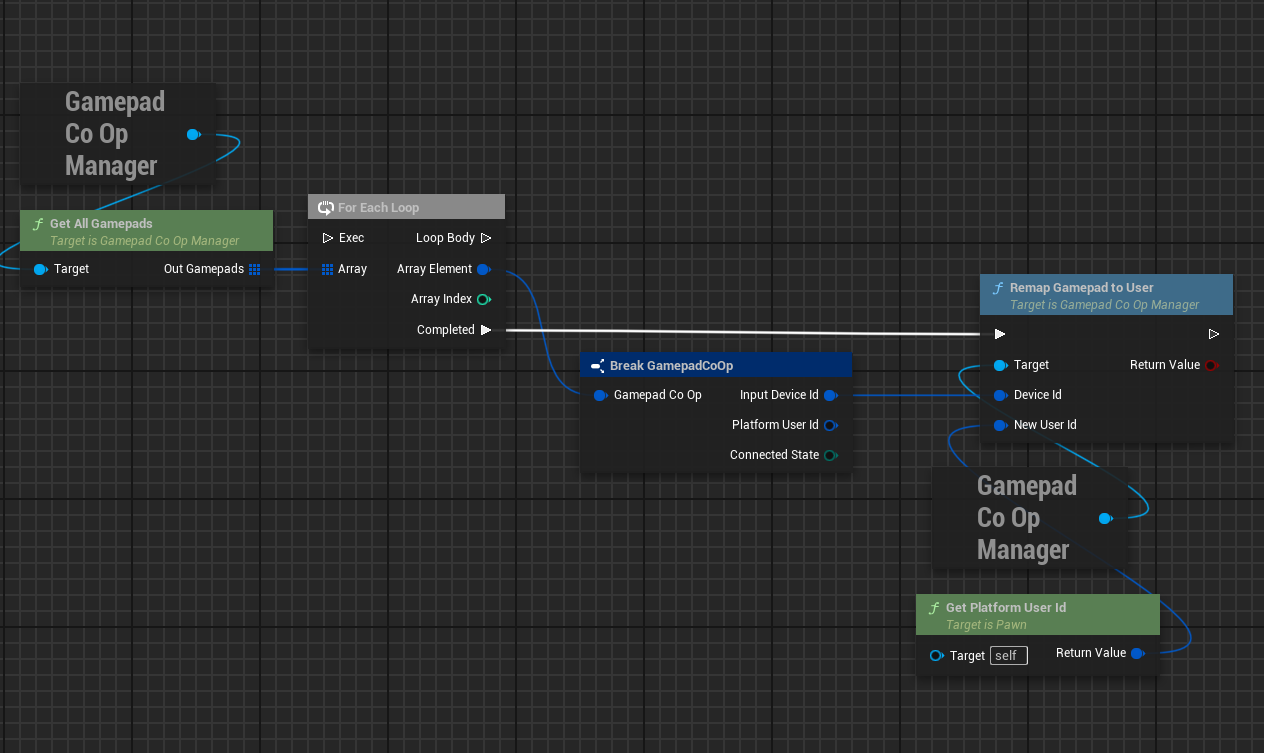 Gamepad
Co Op
Manager
Get All Gamepads
Target is Gamepad Co Op Manager
Target
Out Gamepads
For Each Loop
Exec
Loop Body
Array
Array Element
Array Index
Completed
Break GamepadCoOp
Gamepad Co Op
Input Device Id
Platform User Id
Connected State
Remap Gamepad to User
Target is Gamepad Co Op Manager
Target
Return Value
Device Id
New User Id
Gamepad
Co Op
Manager
Get Platform User Id
Target is Pawn
Target
self
Return Value